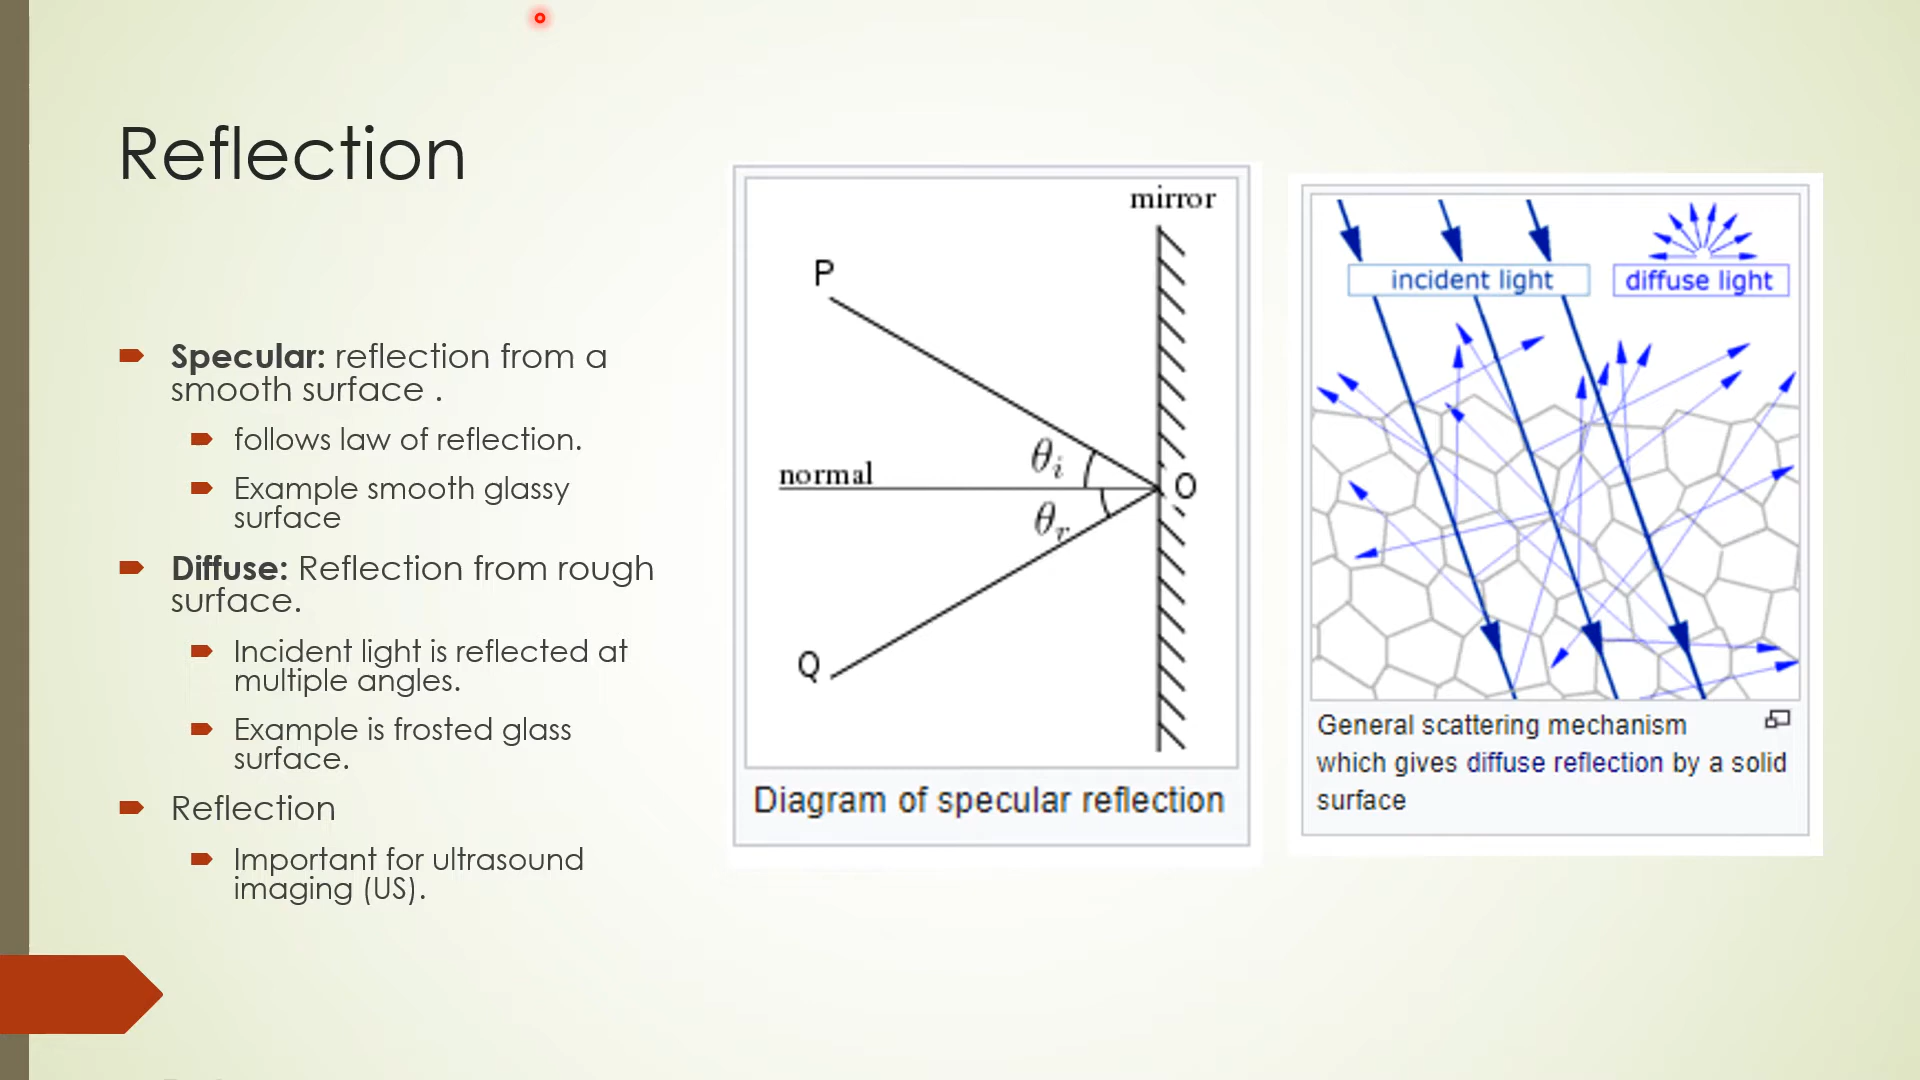 Reflection
Specular: reflection from a
smooth surface .
follows law of reflection.
Example smooth glassy
surface
Diffuse: Reflection from rough
surface.
Incident light is reflected at
multiple angles.
Example is frosted glass
surface.
Reflection
Important for ultrasound
imaging (US).
mirror
P
θi
normal
O
θr
Q
Diagram of specular reflection
incident light
diffuse light
General scattering mechanism
which gives diffuse reflection by a solid
surface